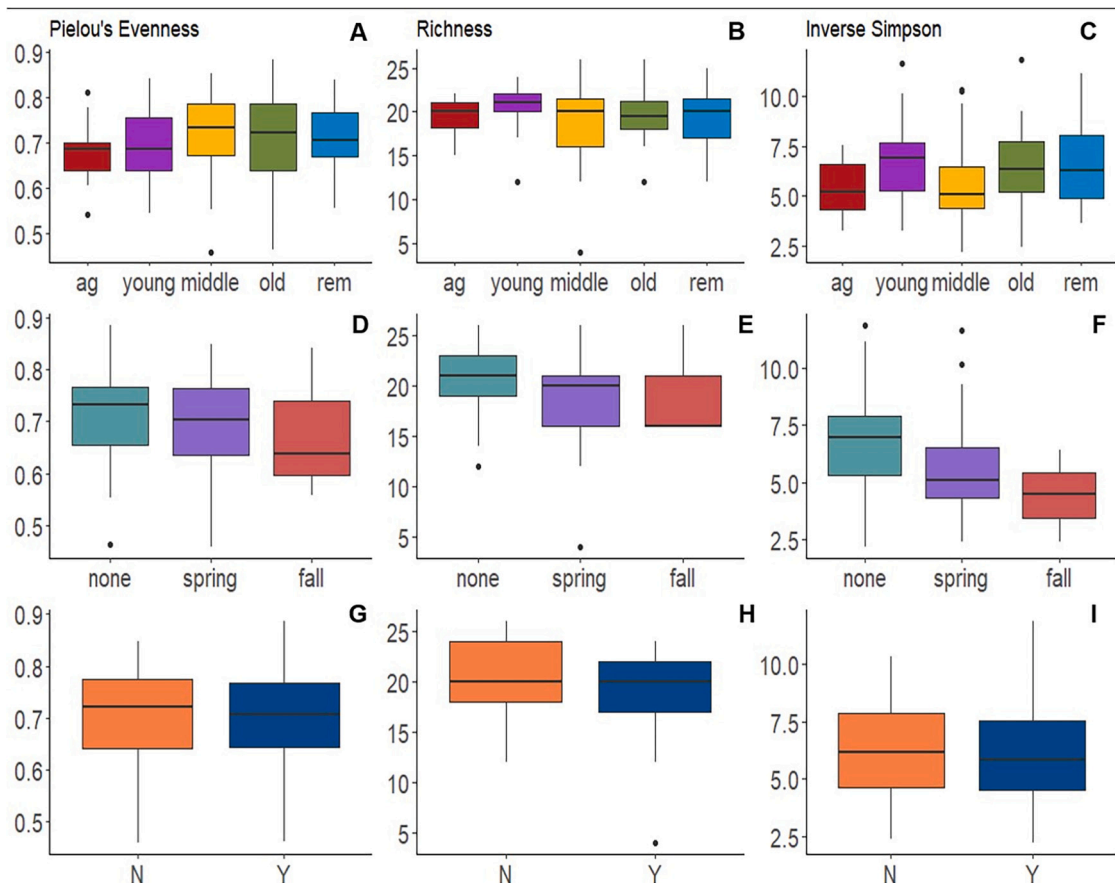 Pielou's Evenness A
0.9
0.8
0.7
0.6
0.5
ag young middle old rem
Richness B
25
20
15
10
5
ag young middle old rem
Inverse Simpson C
10.0
7.5
5.0
2.5
ag young middle old rem
D
0.9
0.8
0.7
0.6
0.5
none spring fall
E
25
20
15
10
5
none spring fall
F
10.0
7.5
5.0
2.5
none spring fall
G
0.9
0.8
0.7
0.6
0.5
N Y
H
25
20
15
10
5
N Y
I
10.0
7.5
5.0
2.5
N Y